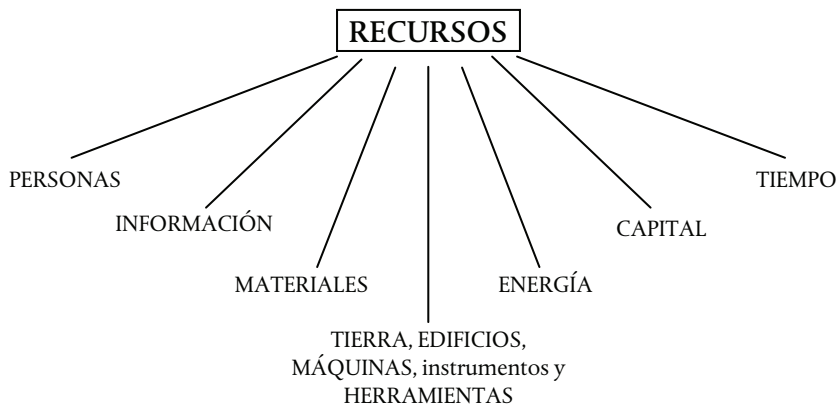 RECURSOS
PERSONAS
TIEMPO
INFORMACIÓN
CAPITAL
MATERIALES
ENERGÍA
TIERRA, EDIFICIOS,
MÁQUINAS, instrumentos y
HERRAMIENTAS